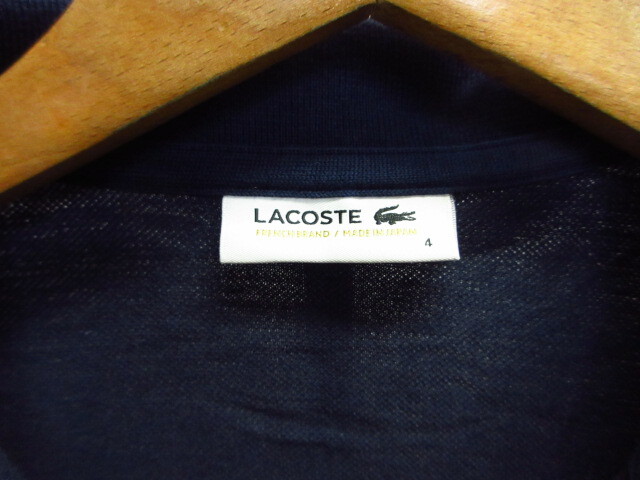 LACOSTE
FRENCH BRAND / MADE IN JAPAN
4